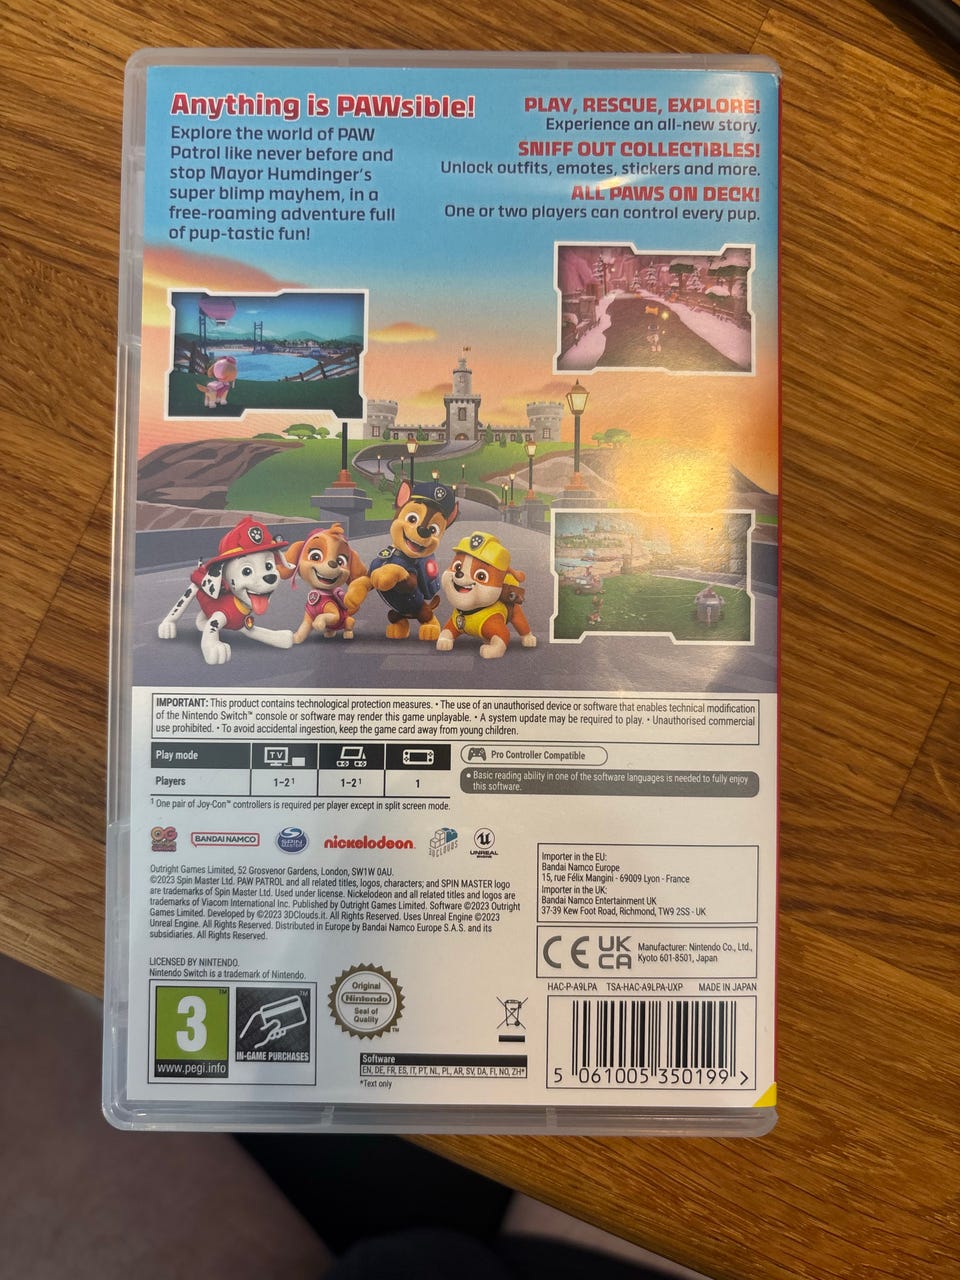 Anything is PAWsible!
Explore the world of PAW
Patrol like never before and
stop Mayor Humdinger's
super blimp mayhem, in a
free-roaming adventure full
of pup-tastic fun!
PLAY, RESCUE, EXPLORE!
Experience an all-new story.
SNIFF OUT COLLECTIBLES!
Unlock outfits, emotes, stickers and more.
ALL PAWS ON DECK!
One or two players can control every pup.
IMPORTANT: This product contains technological protection measures. • The use of an unauthorised device or software that enables technical modification
of the Nintendo Switch™ console or software may render this game unplayable. • A system update may be required to play. • Unauthorised commercial
use prohibited. • To avoid accidental ingestion, keep the game card away from young children.
Play mode
TV
Players
1-2¹
1-2¹
1
Pro Controller Compatible
• Basic reading ability in one of the software languages is needed to fully enjoy
this software.
¹ One pair of Joy-Con™ controllers is required per player except in split screen mode.
OG
BANDAI NAMCO
SPIN
MASTER
nickelodeon
3DCLOUDS
UNREAL
ENGINE
Outright Games Limited, 52 Grosvenor Gardens, London, SW1W 0AU.
©2023 Spin Master Ltd. PAW PATROL and all related titles, logos, characters; and SPIN MASTER logo
are trademarks of Spin Master Ltd. Used under license. Nickelodeon and all related titles and logos are
trademarks of Viacom International Inc. Published by Outright Games Limited. Software ©2023 Outright
Games Limited. Developed by ©2023 3DClouds.it. All Rights Reserved. Uses Unreal Engine ©2023
Unreal Engine. All Rights Reserved. Distributed in Europe by Bandai Namco Europe S.A.S. and its
subsidiaries. All Rights Reserved.
Importer in the EU:
Bandai Namco Europe
15, rue Félix Mangini - 69009 Lyon - France
Importer in the UK:
Bandai Namco Entertainment UK
37-39 Kew Foot Road, Richmond, TW9 2SS - UK
CE UK
CA
Manufacturer: Nintendo Co., Ltd.,
Kyoto 601-8501, Japan
LICENSED BY NINTENDO.
Nintendo Switch is a trademark of Nintendo.
HAC-P-A9LPA TSA-HAC-A9LPA-UXP MADE IN JAPAN
3
™
www.pegi.info
™
IN-GAME PURCHASES
Original
Nintendo
Seal of
Quality
™
Software
EN, DE, FR, ES, IT, PT, NL, PL, AR, SV, DA, FI, NO, ZH*
*Text only
5 061005 350199 >